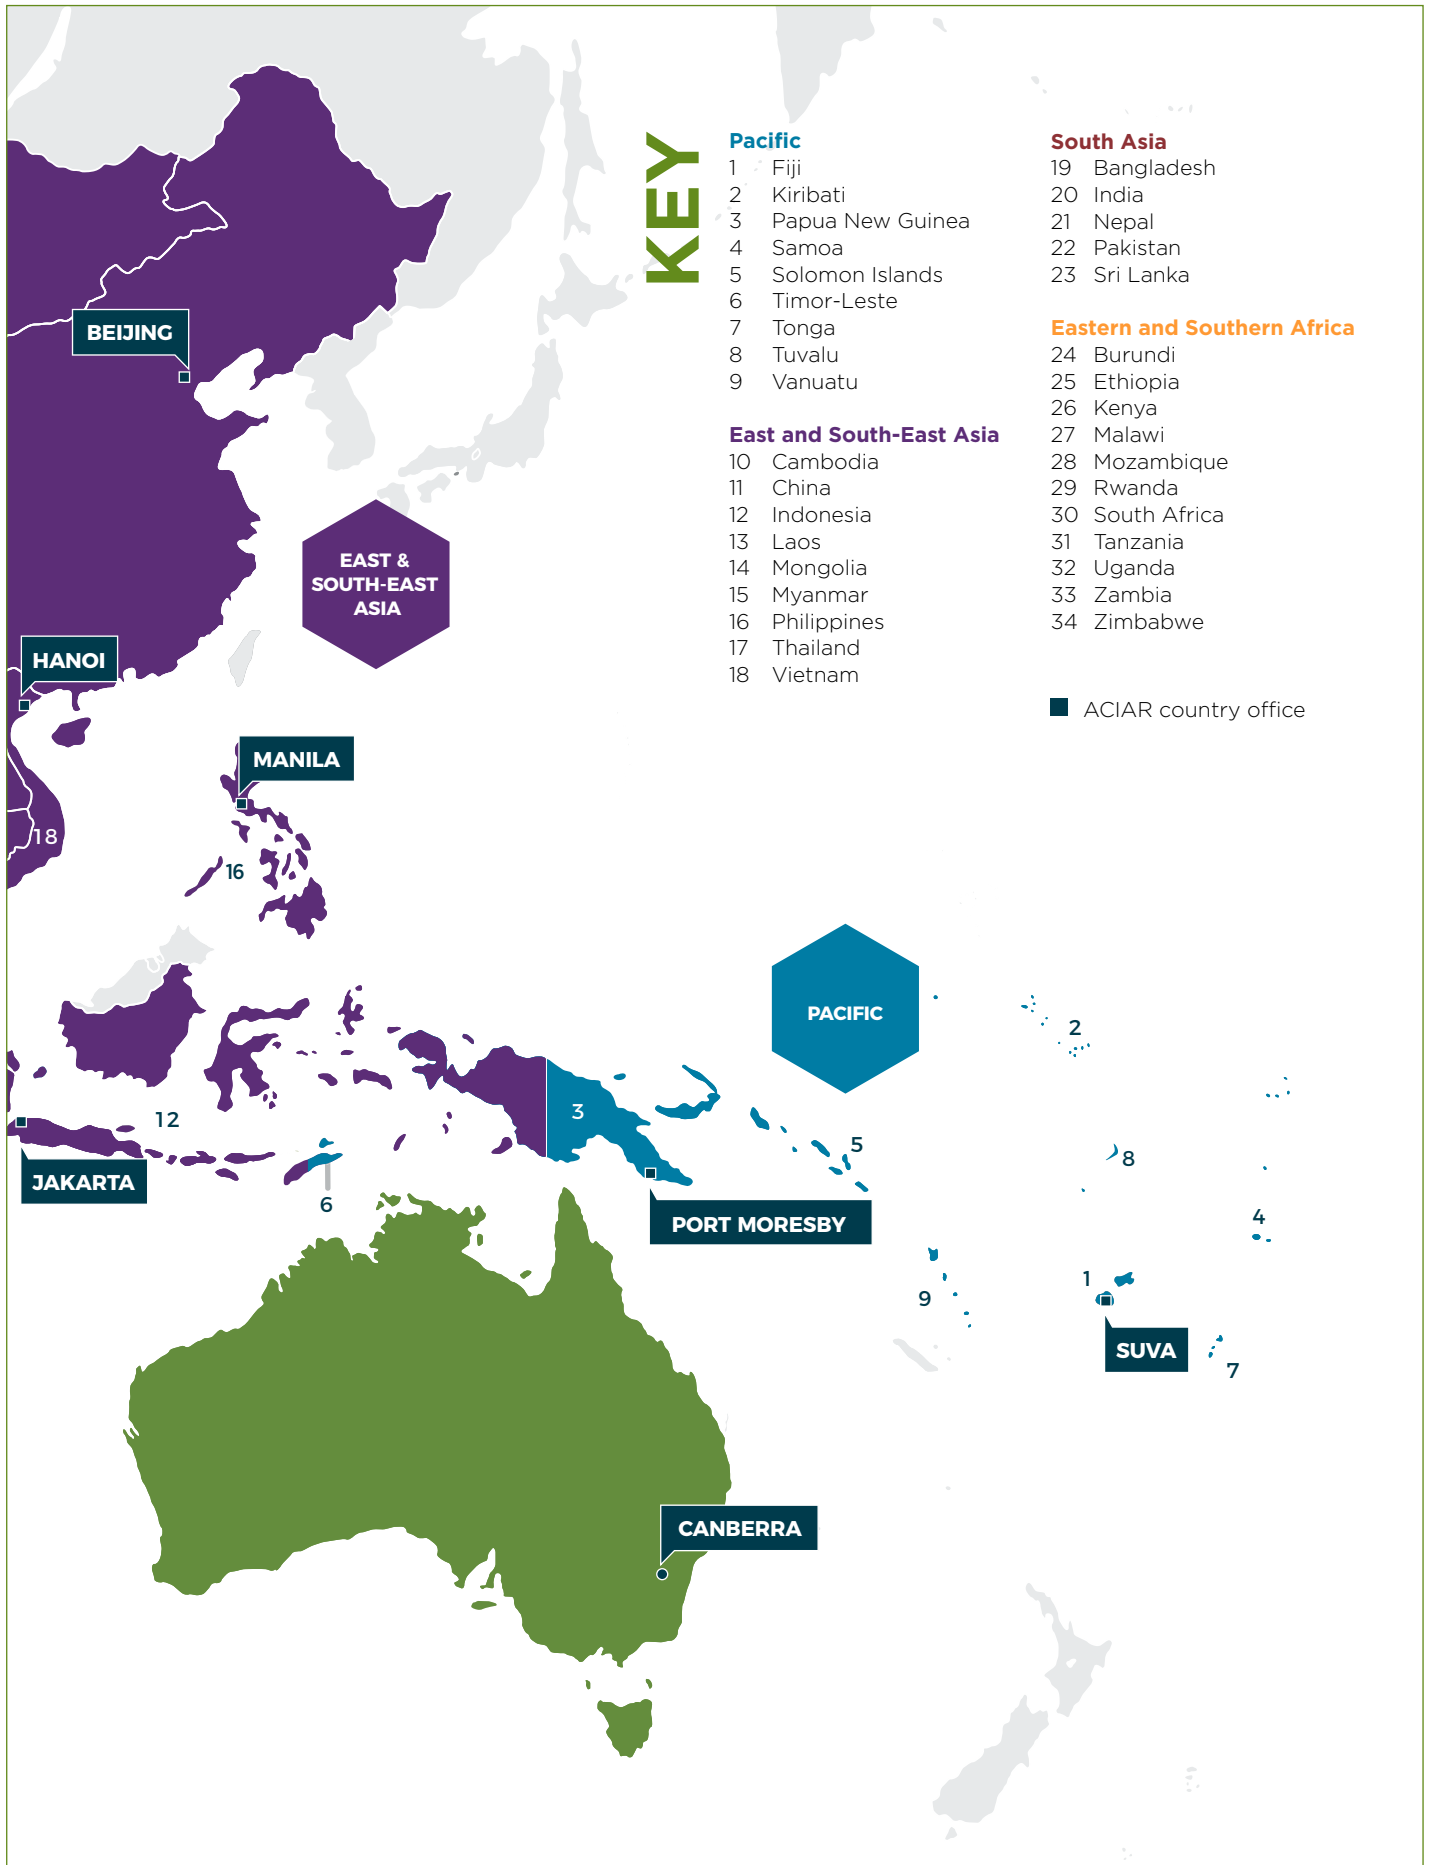 KEY
Pacific
1 Fiji
2 Kiribati
3 Papua New Guinea
4 Samoa
5 Solomon Islands
6 Timor-Leste
7 Tonga
8 Tuvalu
9 Vanuatu
East and South-East Asia
10 Cambodia
11 China
12 Indonesia
13 Laos
14 Mongolia
15 Myanmar
16 Philippines
17 Thailand
18 Vietnam
South Asia
19 Bangladesh
20 India
21 Nepal
22 Pakistan
23 Sri Lanka
Eastern and Southern Africa
24 Burundi
25 Ethiopia
26 Kenya
27 Malawi
28 Mozambique
29 Rwanda
30 South Africa
31 Tanzania
32 Uganda
33 Zambia
34 Zimbabwe
ACIAR country office
BEIJING
EAST &
SOUTH-EAST
ASIA
HANOI
MANILA
18
16
PACIFIC
2
12
3
5
8
JAKARTA
6
PORT MORESBY
4
1
9
SUVA
7
CANBERRA